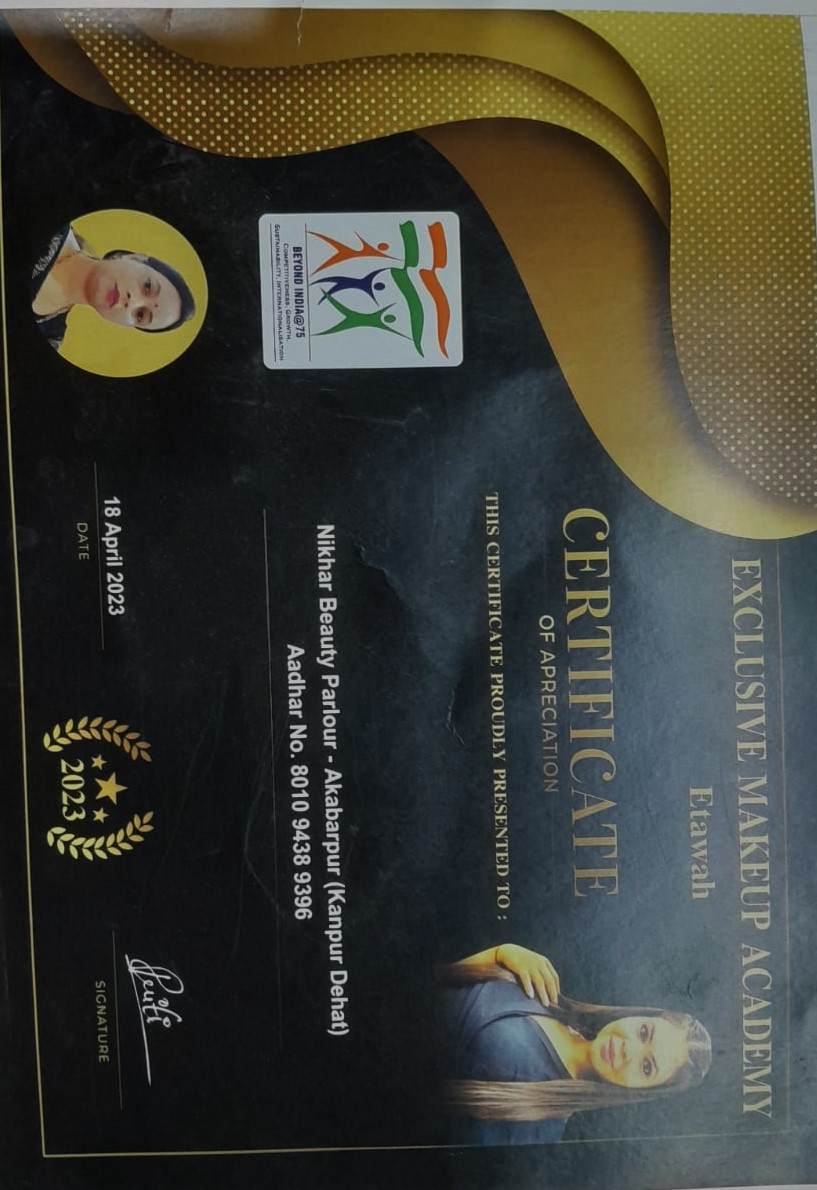 EXCLUSIVE MAKEUP ACADEMY
Etawah
CERTIFICATE
OF APRECIATION
THIS CERTIFICATE PROUDLY PRESENTED TO :
Nikhar Beauty Parlour - Akabarpur (Kanpur Dehat)
Aadhar No. 8010 9438 9396
BEYOND INDIA@75
COMPETITIVENESS, GROWTH,
SUSTAINABILITY, INTERNATIONALISATION
18 April 2023
DATE
2023
SIGNATURE